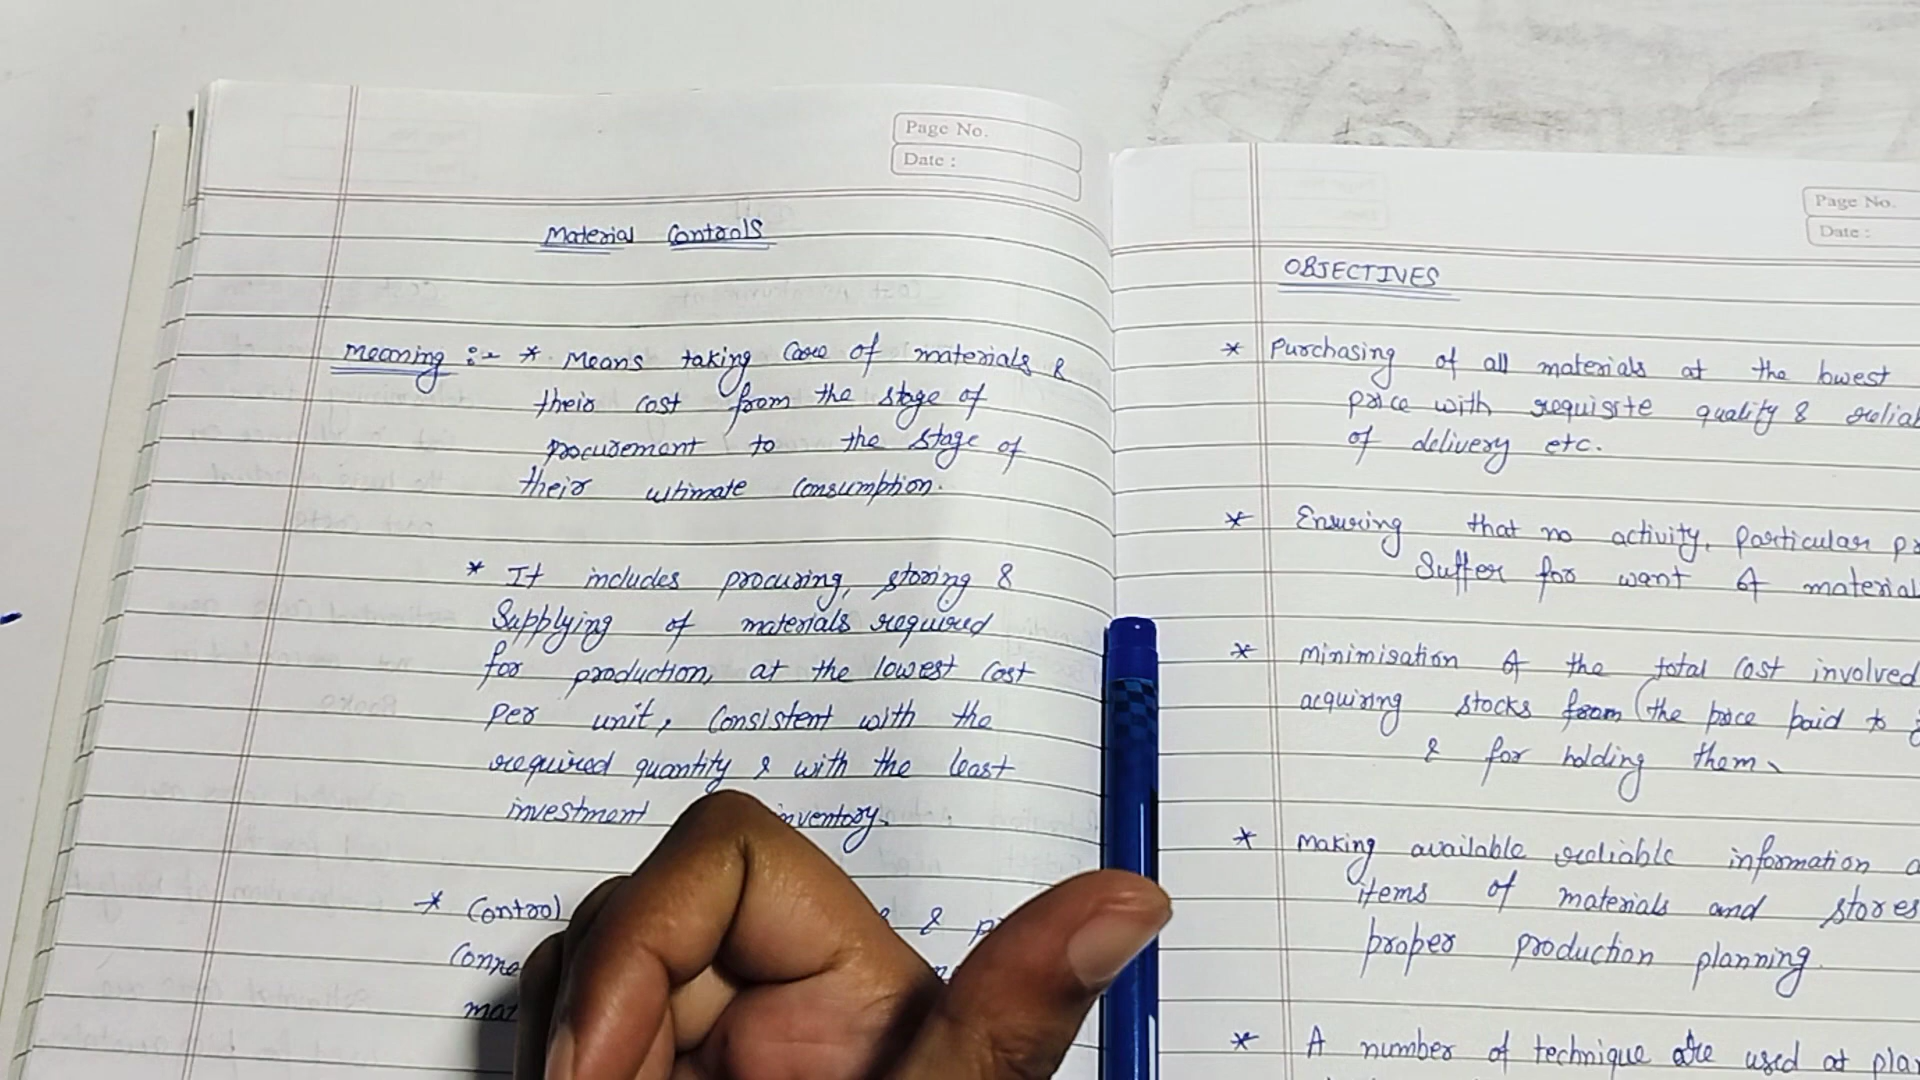 Page No.
Date :
Material Controls
Meaning :- * Means taking Care of materials &
their cost from the stage of
procurement to the stage of
their ultimate Consumption.
* It includes procuring, storing &
Supplying of materials required
for production, at the lowest Cost
per unit, Consistent with the
required quantity & with the least
investment inventory.
* Control & 
Page No.
Date :
OBJECTIVES
* Purchasing of all materials at the lowest
price with requisite quality &
of delivery etc.
* Ensuring that no activity, Particular
Suffer for want of material
* minimisation of the total Cost involved
acquiring stocks from (the price paid to
& for holding them.
* Making available reliable information
items of materials and stores
proper production planning.
* A number of technique are used at